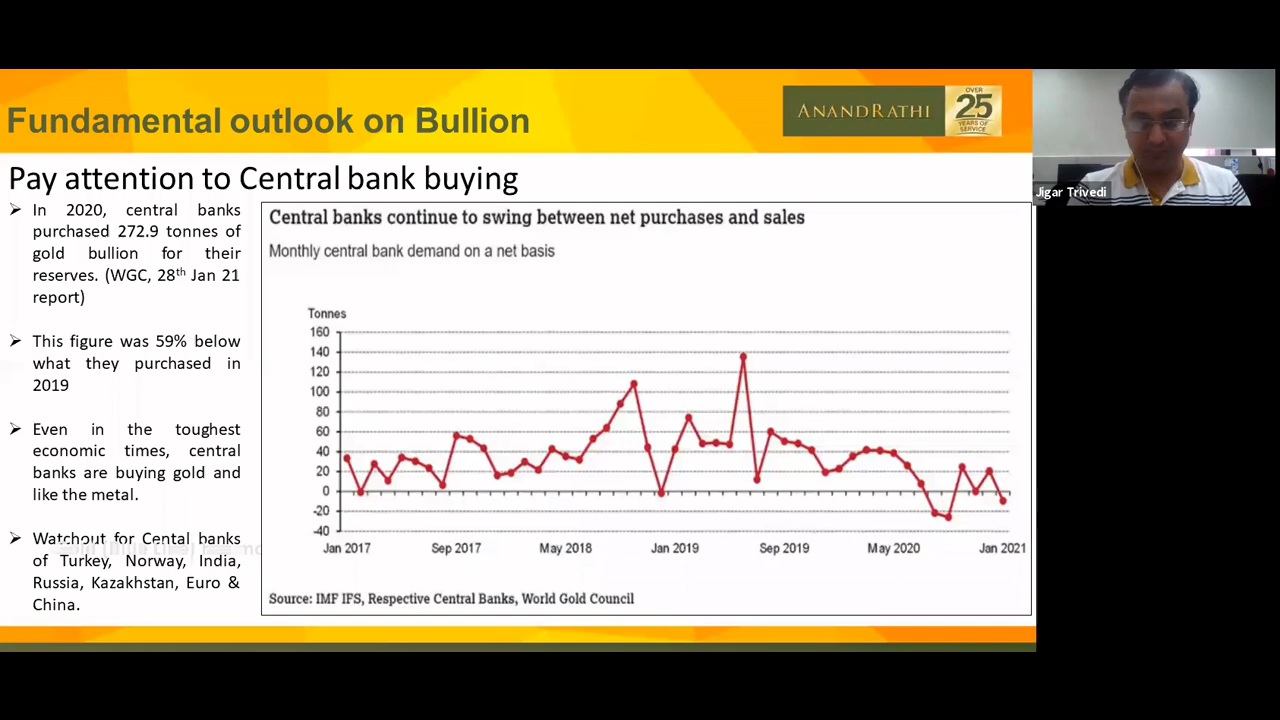 Fundamental outlook on Bullion
ANANDRATHI
OVER
25
YEARS OF
SERVICE
Jigar Trivedi
Pay attention to Central bank buying
➢ In 2020, central banks
purchased 272.9 tonnes of
gold bullion for their
reserves. (WGC, 28th Jan 21
report)
➢ This figure was 59% below
what they purchased in
2019
➢ Even in the toughest
economic times, central
banks are buying gold and
like the metal.
➢ Watchout for Cental banks
of Turkey, Norway, India,
Russia, Kazakhstan, Euro &
China.
Central banks continue to swing between net purchases and sales
Monthly central bank demand on a net basis
Tonnes
160
140
120
100
80
60
40
20
0
-20
-40
Jan 2017 Sep 2017 May 2018 Jan 2019 Sep 2019 May 2020 Jan 2021
Source: IMF IFS, Respective Central Banks, World Gold Council